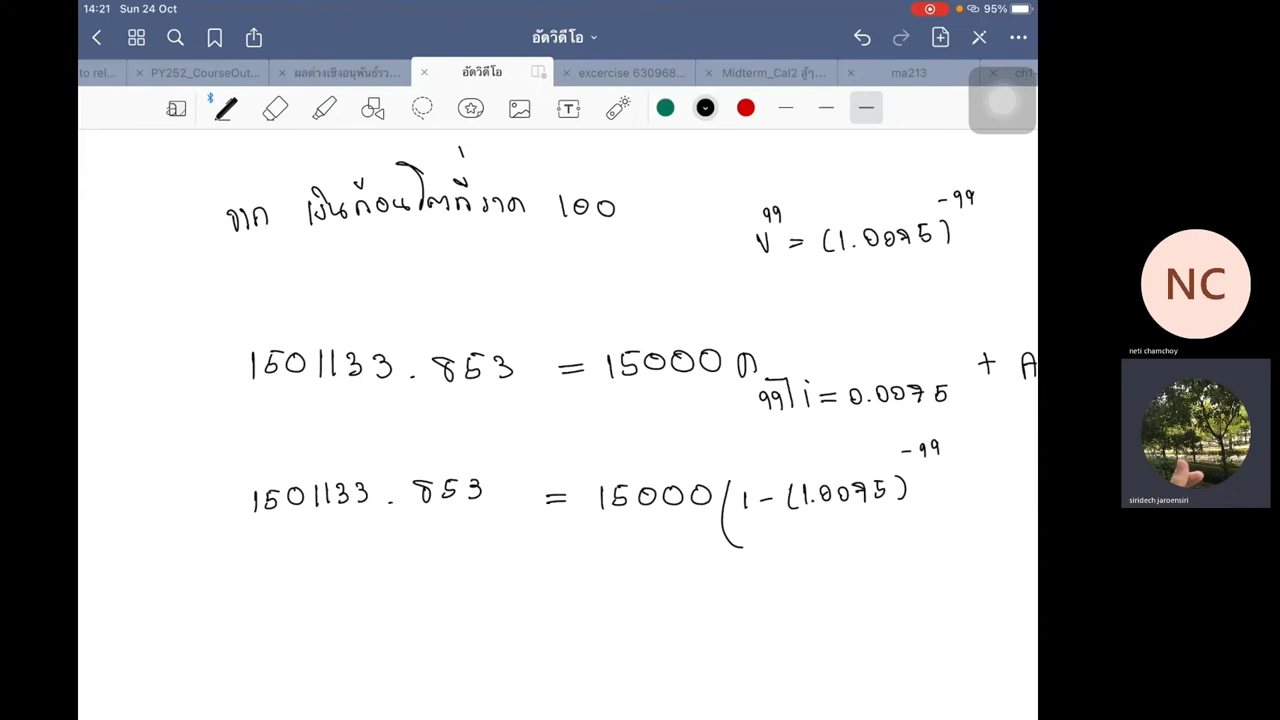 14:21 Sun 24 Oct
95%
อัดวิดีโอ
to rel...
PY252_CourseOut...
ผลต่างเชิงอนุพันธ์รว...
อัดวิดีโอ
excercise 630968...
Midterm_Cal2 สู้ๆ...
ma213
ch1-
จาก เงินก้อนโตที่งวด 100
v^99 = (1.0075)^-99
1501133.853 = 15000 a 99| i = 0.0075 + A
1501133.853 = 15000 (1 - (1.0075)^-99
NC
neti chamchoy
siridech jaroensiri